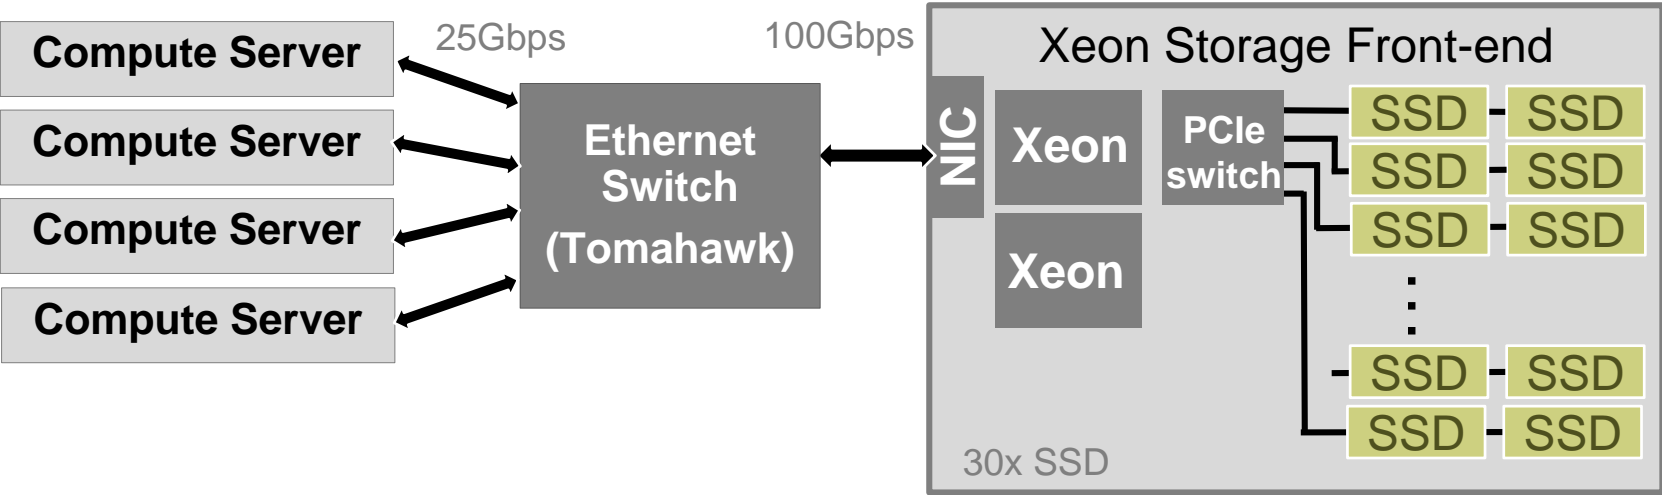 Compute Server
Compute Server
Compute Server
Compute Server
25Gbps
100Gbps
Ethernet
Switch
(Tomahawk)
Xeon Storage Front-end
NIC
Xeon
Xeon
PCIe
switch
SSD SSD
SSD SSD
SSD SSD
SSD SSD
SSD SSD
30x SSD